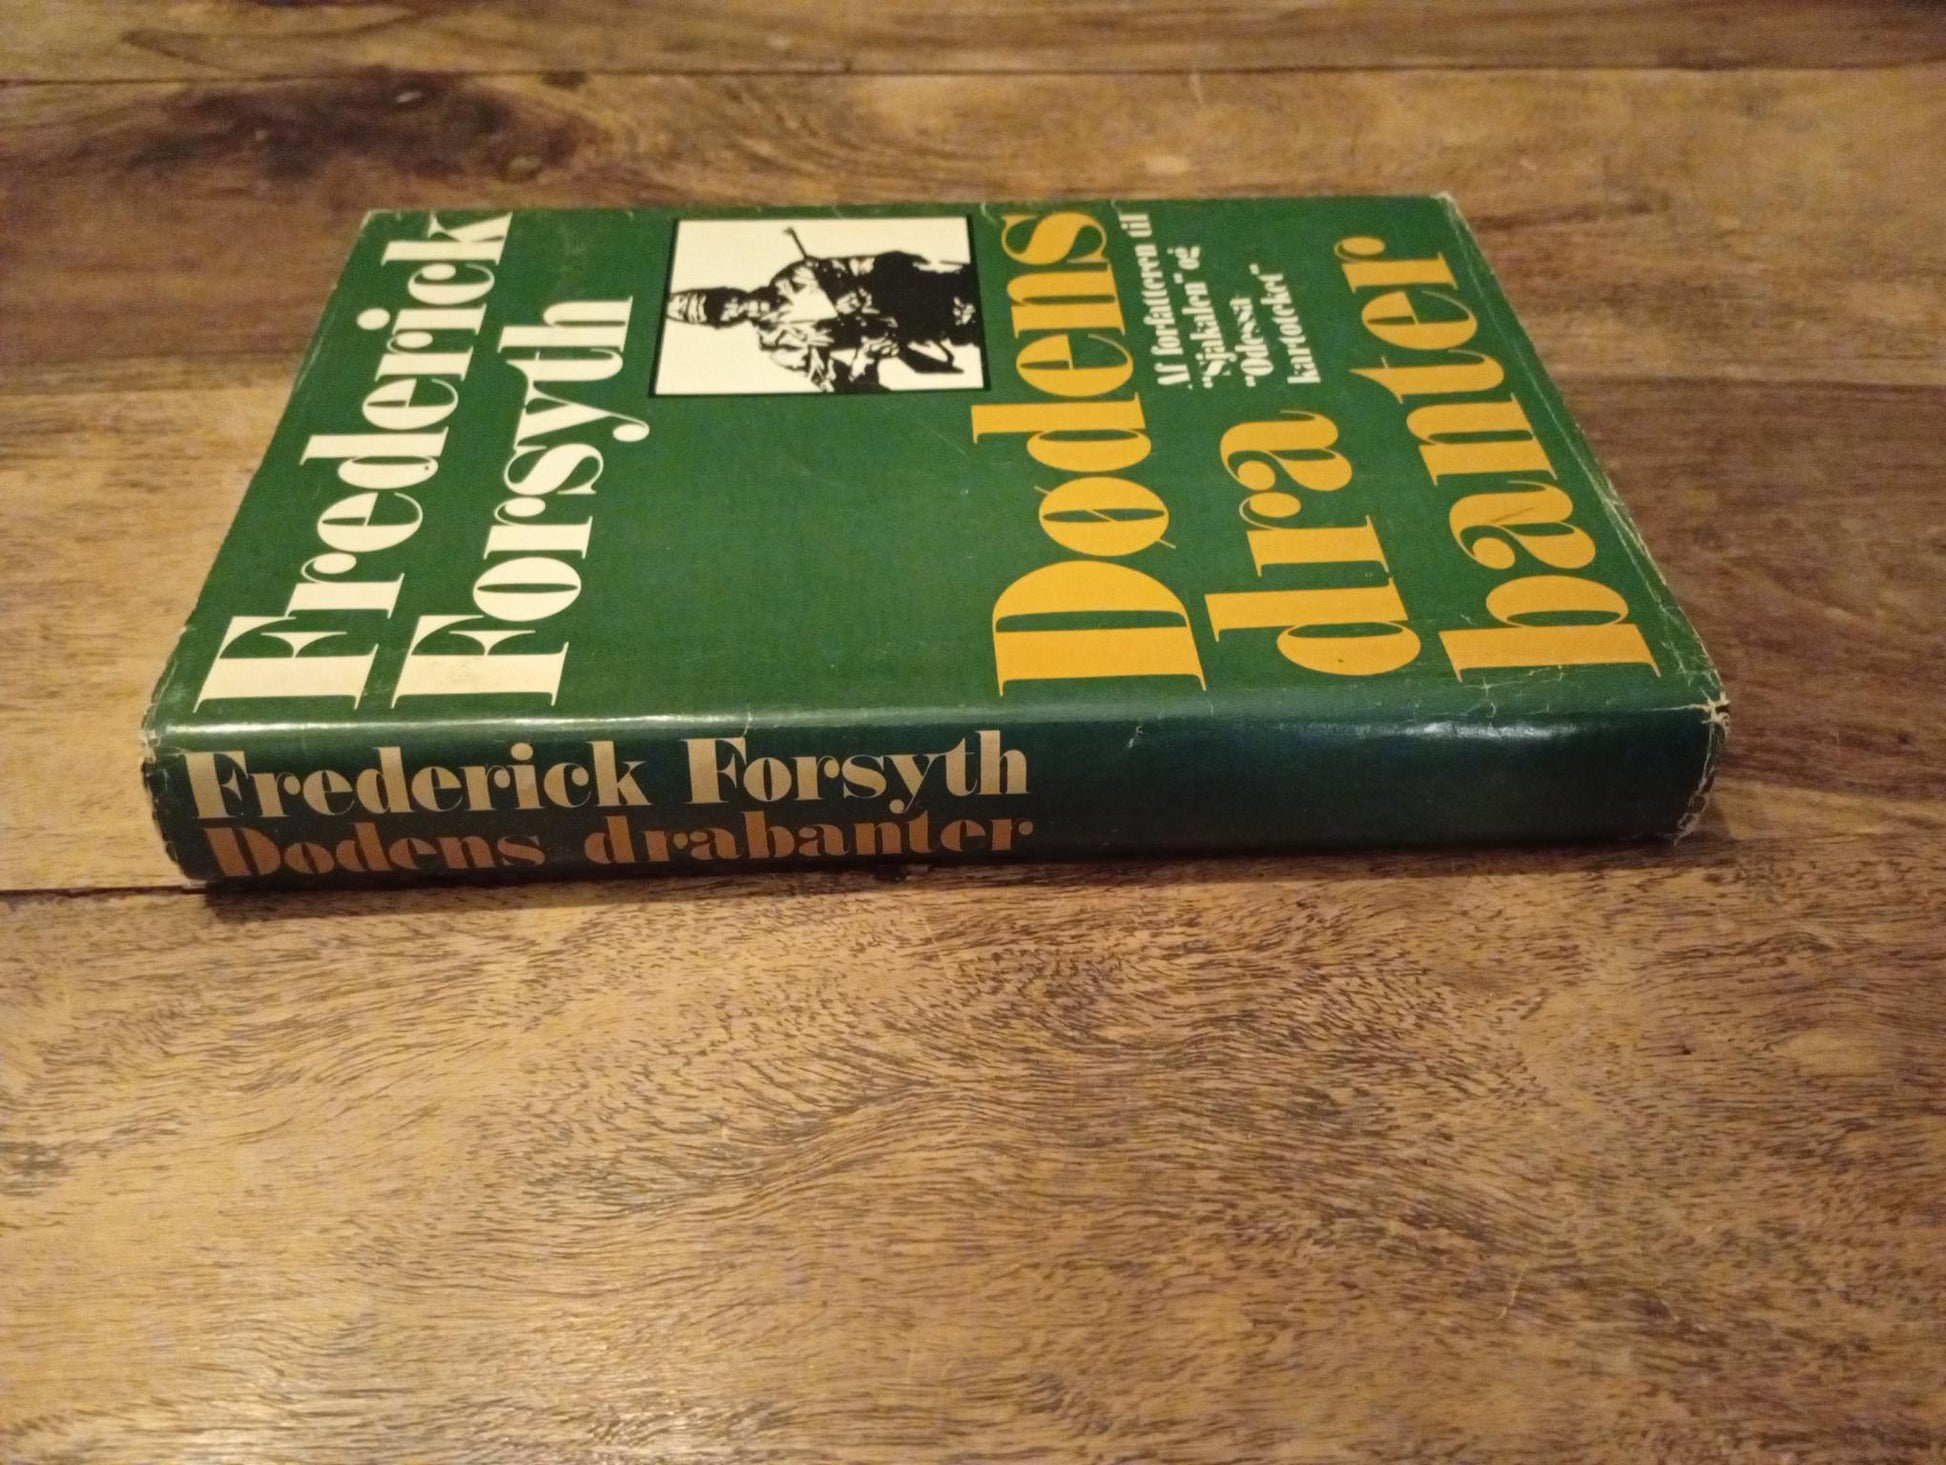 Frederick
Forsyth
Dødens
Af forfatteren til
"Sjakalen" og
"Odessa
kartoteket"
dra
banter
Frederick Forsyth
Dødens drabanter